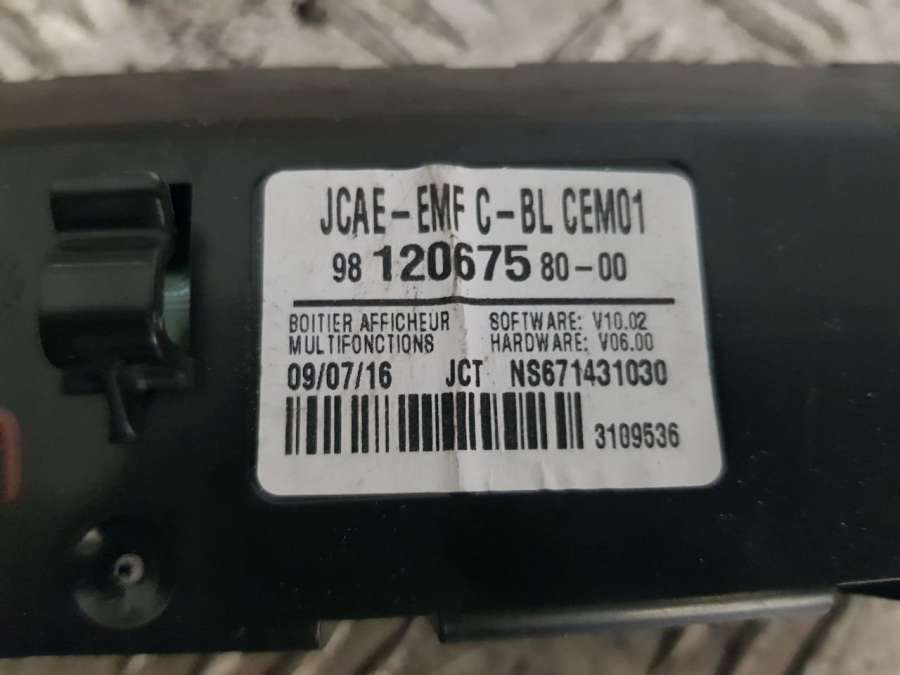 JCAE-EMF C-BL CEM01
98 120675 80-00
BOITIER AFFICHEUR SOFTWARE: V10.02
MULTIFONCTIONS HARDWARE: V06.00
09/07/16 JCT NS671431030
3109536